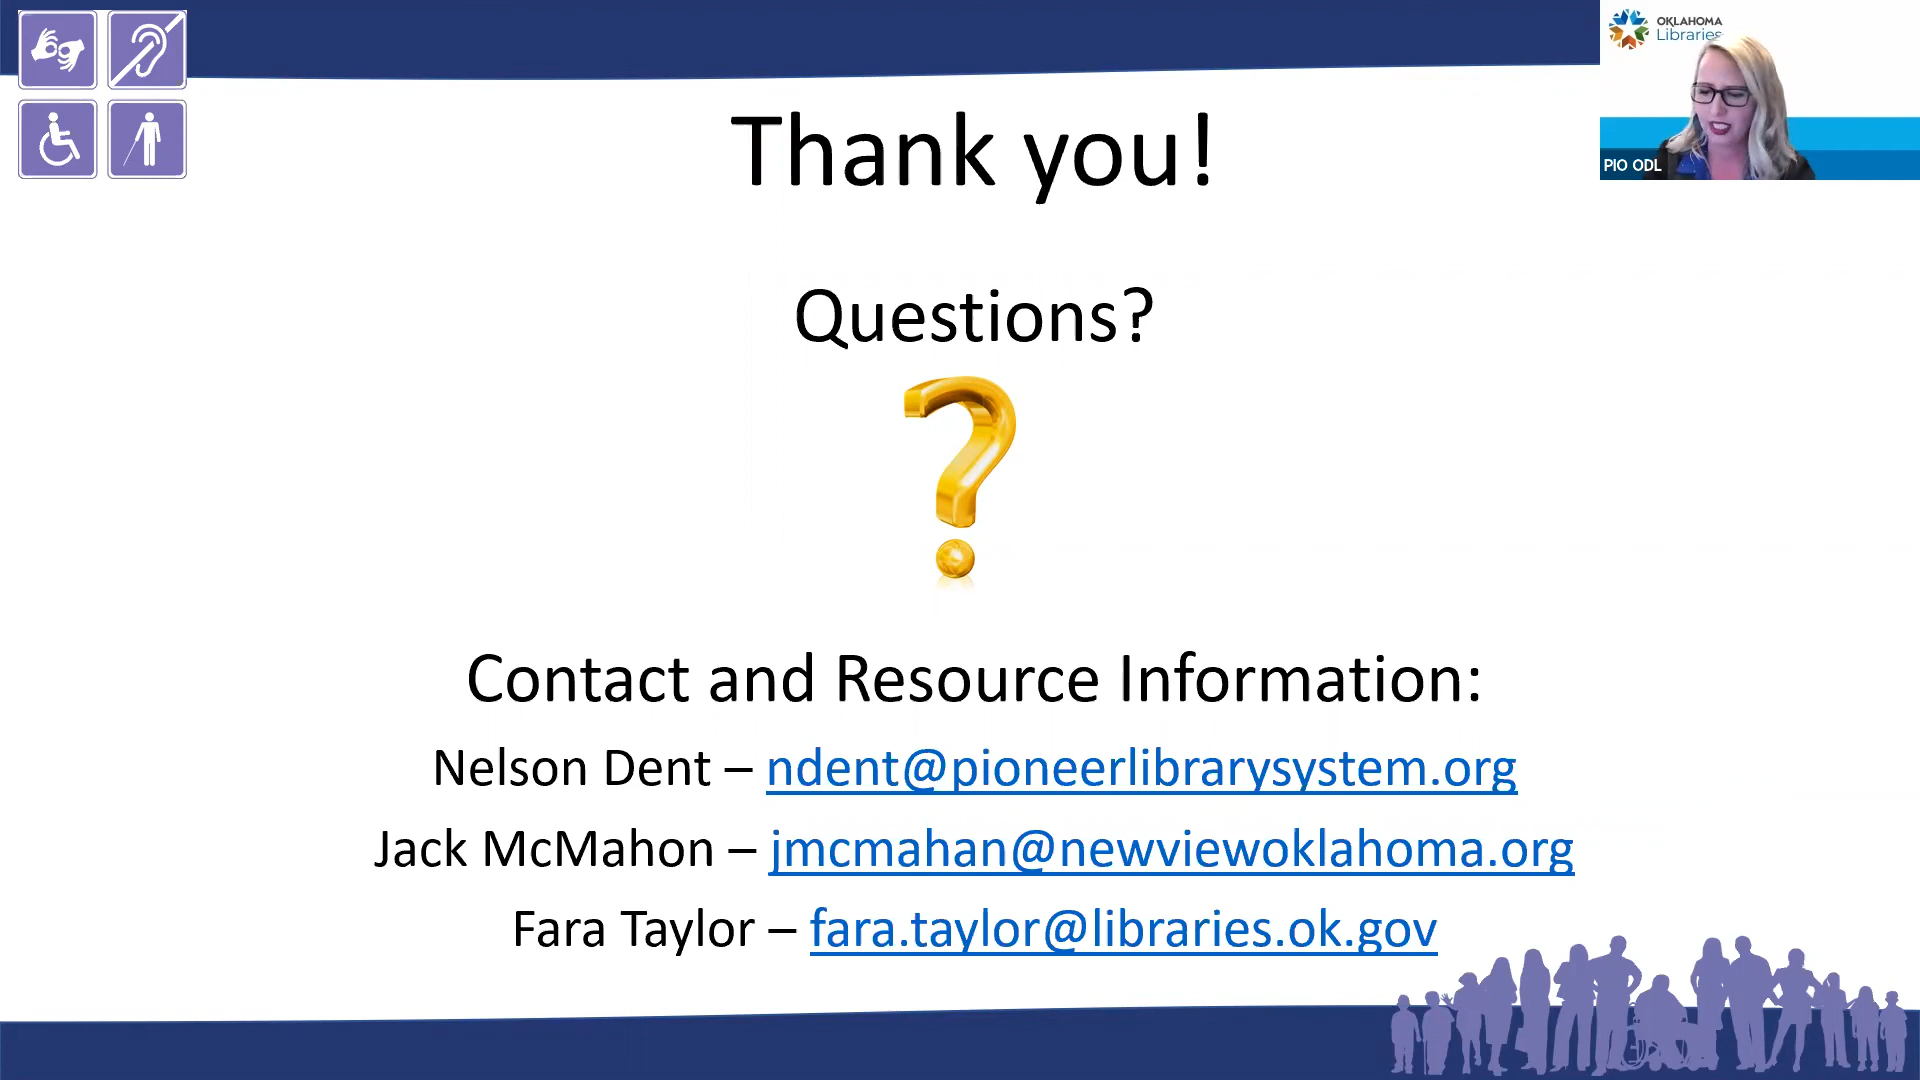 OKLAHOMA
Libraries
PIO ODL
Thank you!
Questions?
Contact and Resource Information:
Nelson Dent – ndent@pioneerlibrarysystem.org
Jack McMahon – jmcmahan@newviewoklahoma.org
Fara Taylor – fara.taylor@libraries.ok.gov